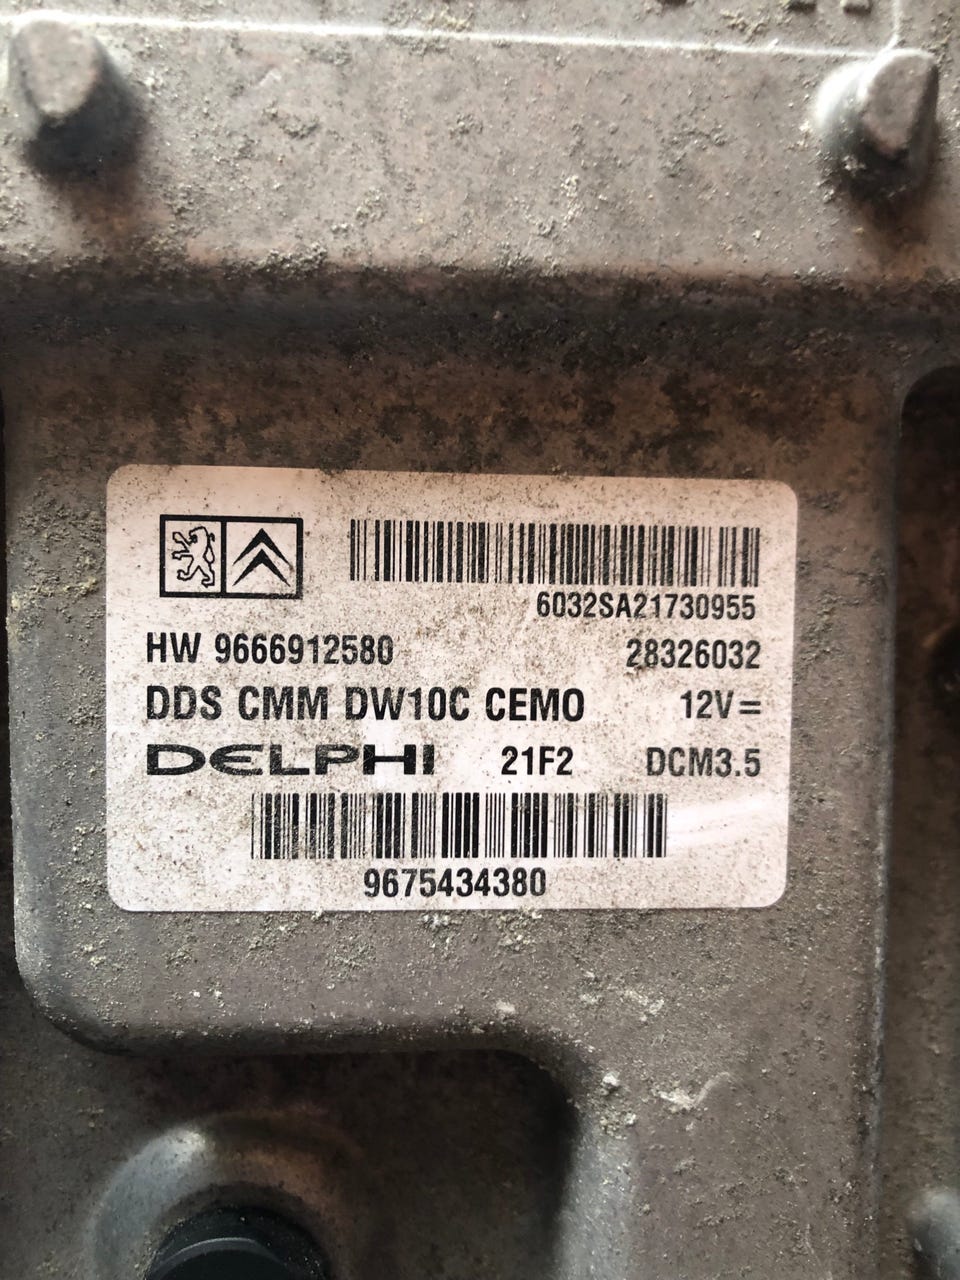 6032SA21730955
HW 9666912580 28326032
DDS CMM DW10C CEMO 12V=
DELPHI 21F2 DCM3.5
9675434380